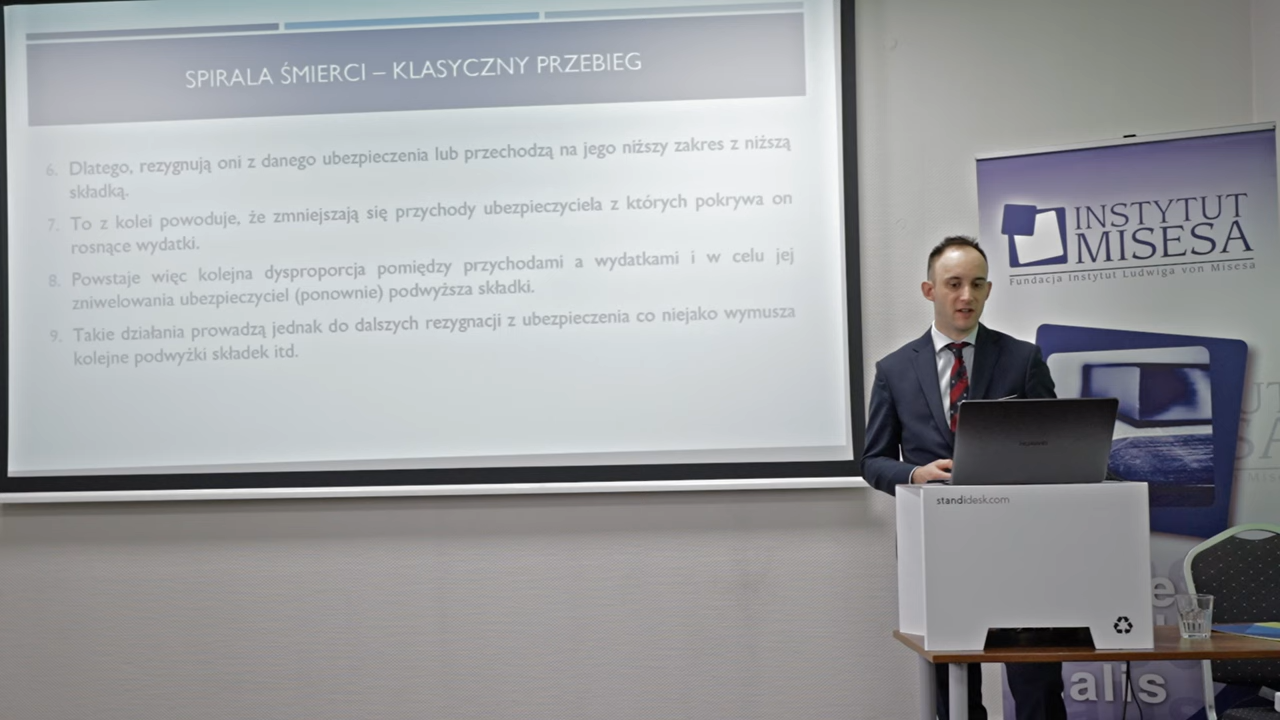 SPIRALA ŚMIERCI – KLASYCZNY PRZEBIEG
6. Dlatego, rezygnują oni z danego ubezpieczenia lub przechodzą na jego niższy zakres z niższą
składką.
7. To z kolei powoduje, że zmniejszają się przychody ubezpieczyciela z których pokrywa on
rosnące wydatki.
8. Powstaje więc kolejna dysproporcja pomiędzy przychodami a wydatkami i w celu jej
zniwelowania ubezpieczyciel (ponownie) podwyższa składki.
9. Takie działania prowadzą jednak do dalszych rezygnacji z ubezpieczenia co niejako wymusza
kolejne podwyżki składek itd.
INSTYTUT
MISESA
Fundacja Instytut Ludwiga von Misesa
standidesk.com
alis